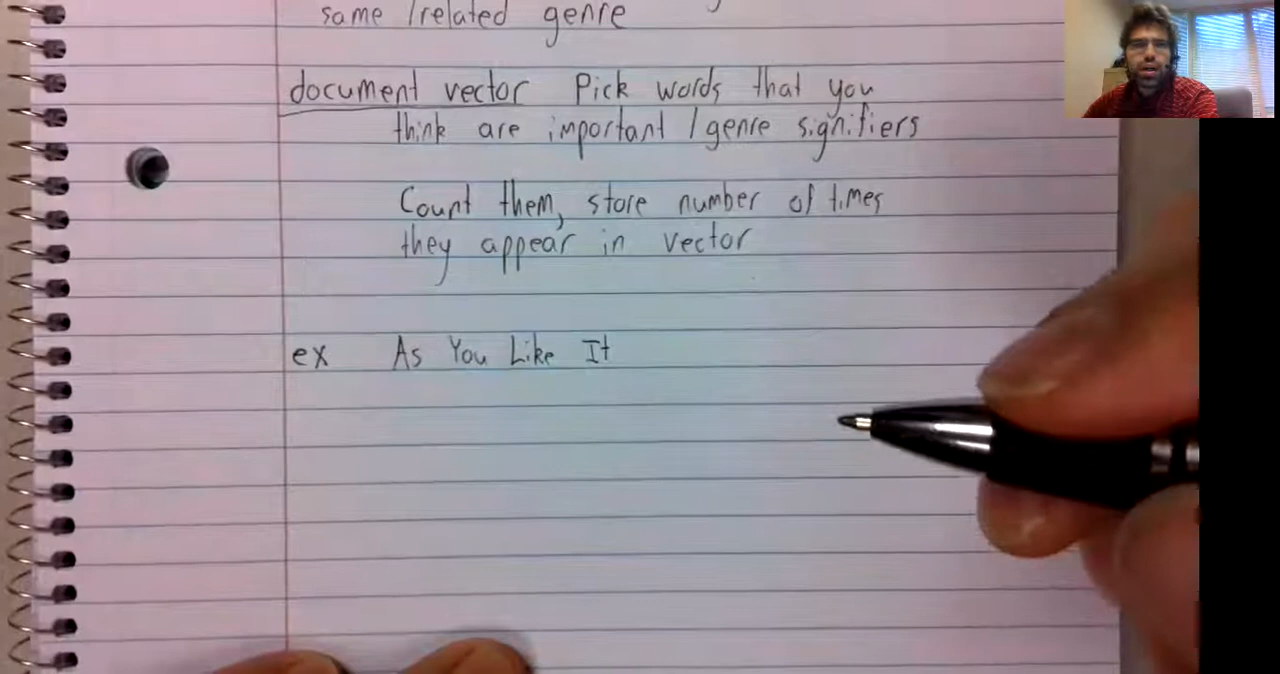 same /related genre
document vector Pick words that you
think are important / genre signifiers
Count them, store number of times
they appear in vector
ex As You Like It